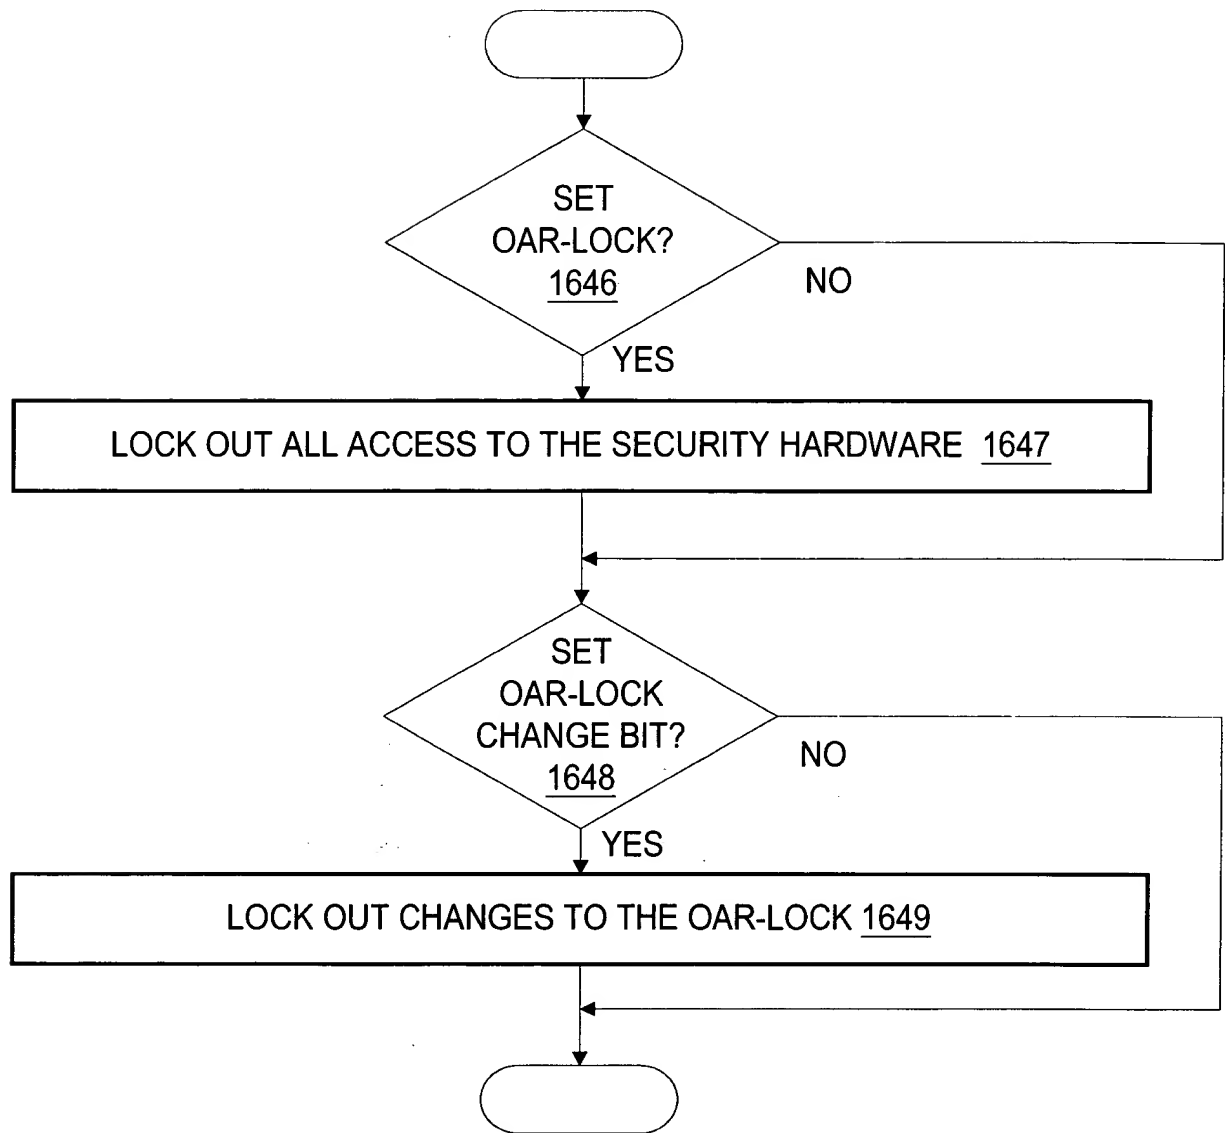 SET
OAR-LOCK?
1646
NO
YES
LOCK OUT ALL ACCESS TO THE SECURITY HARDWARE 1647
SET
OAR-LOCK
CHANGE BIT?
1648
NO
YES
LOCK OUT CHANGES TO THE OAR-LOCK 1649